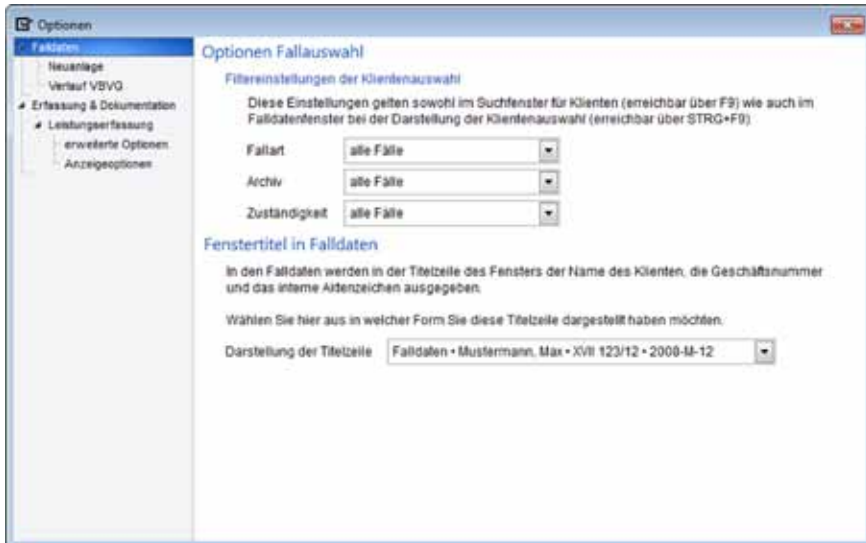 Optionen
Falldaten
Neuanlage
Verlauf VBVG
Erfassung & Dokumentation
Leistungserfassung
erweiterte Optionen
Anzeigeoptionen
Optionen Fallauswahl
Filtereinstellungen der Klientenauswahl
Diese Einstellungen gelten sowohl im Suchfenster für Klienten (erreichbar über F9) wie auch im
Falldatenfenster bei der Darstellung der Klientenauswahl (erreichbar über STRG+F9)
Fallart alle Fälle
Archiv alle Fälle
Zuständigkeit alle Fälle
Fenstertitel in Falldaten
In den Falldaten werden in der Titelzeile des Fensters der Name des Klienten, die Geschäftsnummer
und das interne Aktenzeichen ausgegeben.
Wählen Sie hier aus in welcher Form Sie diese Titelzeile dargestellt haben möchten.
Darstellung der Titelzeile Falldaten • Mustermann, Max • XVII 123/12 • 2008-M-12